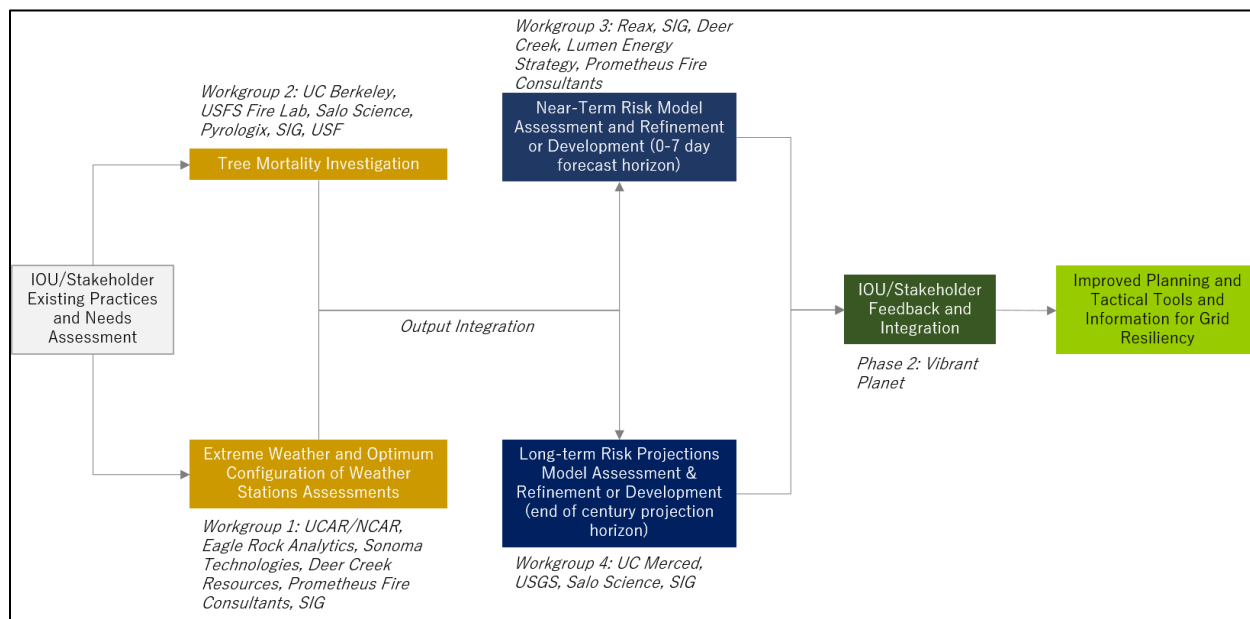 Workgroup 3: Reax, SIG, Deer
Creek, Lumen Energy
Strategy, Prometheus Fire
Consultants
Workgroup 2: UC Berkeley,
USFS Fire Lab, Salo Science,
Pyrologix, SIG, USF
Near-Term Risk Model
Assessment and Refinement
or Development (0-7 day
forecast horizon)
Tree Mortality Investigation
IOU/Stakeholder
Existing Practices
and Needs
Assessment
Output Integration
IOU/Stakeholder
Feedback and
Integration
Phase 2: Vibrant
Planet
Improved Planning and
Tactical Tools and
Information for Grid
Resiliency
Extreme Weather and Optimum
Configuration of Weather
Stations Assessments
Workgroup 1: UCAR/NCAR,
Eagle Rock Analytics, Sonoma
Technologies, Deer Creek
Resources, Prometheus Fire
Consultants, SIG
Long-term Risk Projections
Model Assessment &
Refinement or Development
(end of century projection
horizon)
Workgroup 4: UC Merced,
USGS, Salo Science, SIG